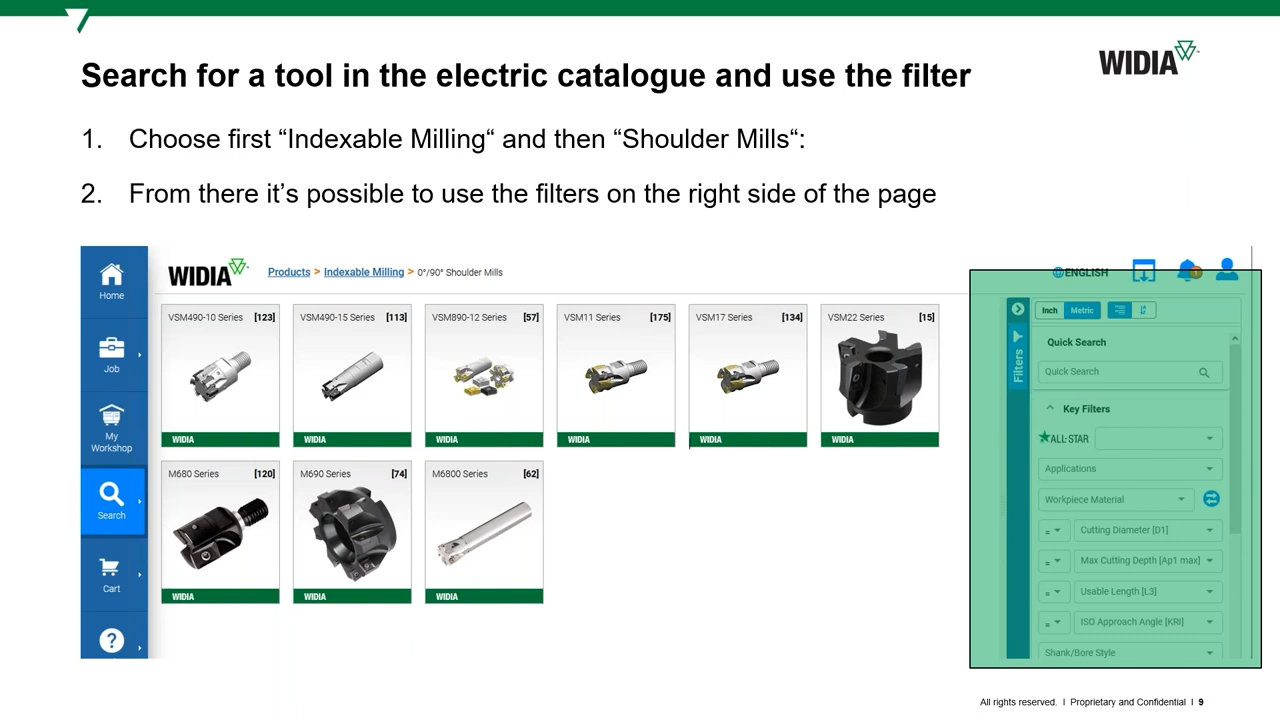 WIDIA
Search for a tool in the electric catalogue and use the filter
1. Choose first “Indexable Milling“ and then “Shoulder Mills“:
2. From there it’s possible to use the filters on the right side of the page
Home
Job
My
Workshop
Search
Cart
?
WIDIA
Products > Indexable Milling > 0°/90° Shoulder Mills
ENGLISH
1
VSM490-10 Series [123]
WIDIA
VSM490-15 Series [113]
WIDIA
VSM890-12 Series [57]
WIDIA
VSM11 Series [175]
WIDIA
VSM17 Series [134]
WIDIA
VSM22 Series [15]
WIDIA
M680 Series [120]
WIDIA
M690 Series [74]
WIDIA
M6800 Series [62]
WIDIA
Filters
Inch Metric
Quick Search
Quick Search
Key Filters
ALL-STAR
Applications
Workpiece Material
= Cutting Diameter [D1]
= Max Cutting Depth [Ap1 max]
= Usable Length [L3]
= ISO Approach Angle [KRI]
Shank/Bore Style
All rights reserved. I Proprietary and Confidential I 9